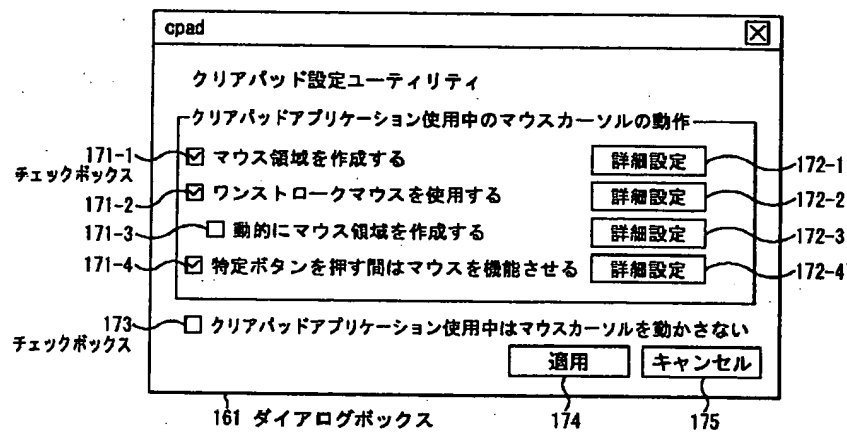 cpad
クリアパッド設定ユーティリティ
クリアパッドアプリケーション使用中のマウスカーソルの動作
171-1 マウス領域を作成する 詳細設定 172-1
チェックボックス
171-2 ワンストロークマウスを使用する 詳細設定 172-2
171-3 動的にマウス領域を作成する 詳細設定 172-3
171-4 特定ボタンを押す間はマウスを機能させる 詳細設定 172-4
173 クリアパッドアプリケーション使用中はマウスカーソルを動かさない
チェックボックス
適用 キャンセル
161 ダイアログボックス 174 175